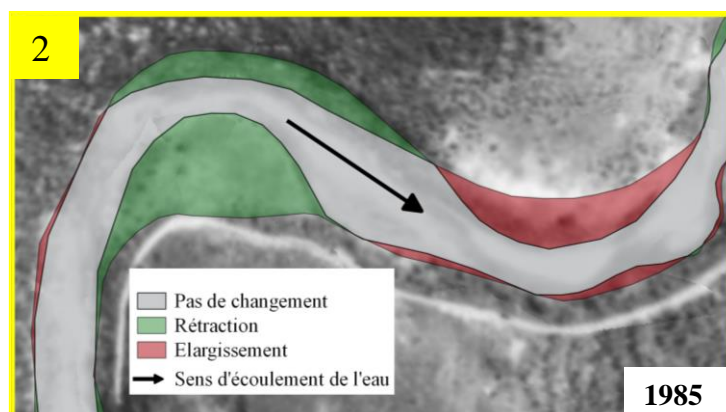 2
Pas de changement
Rétraction
Elargissement
Sens d'écoulement de l'eau
1985